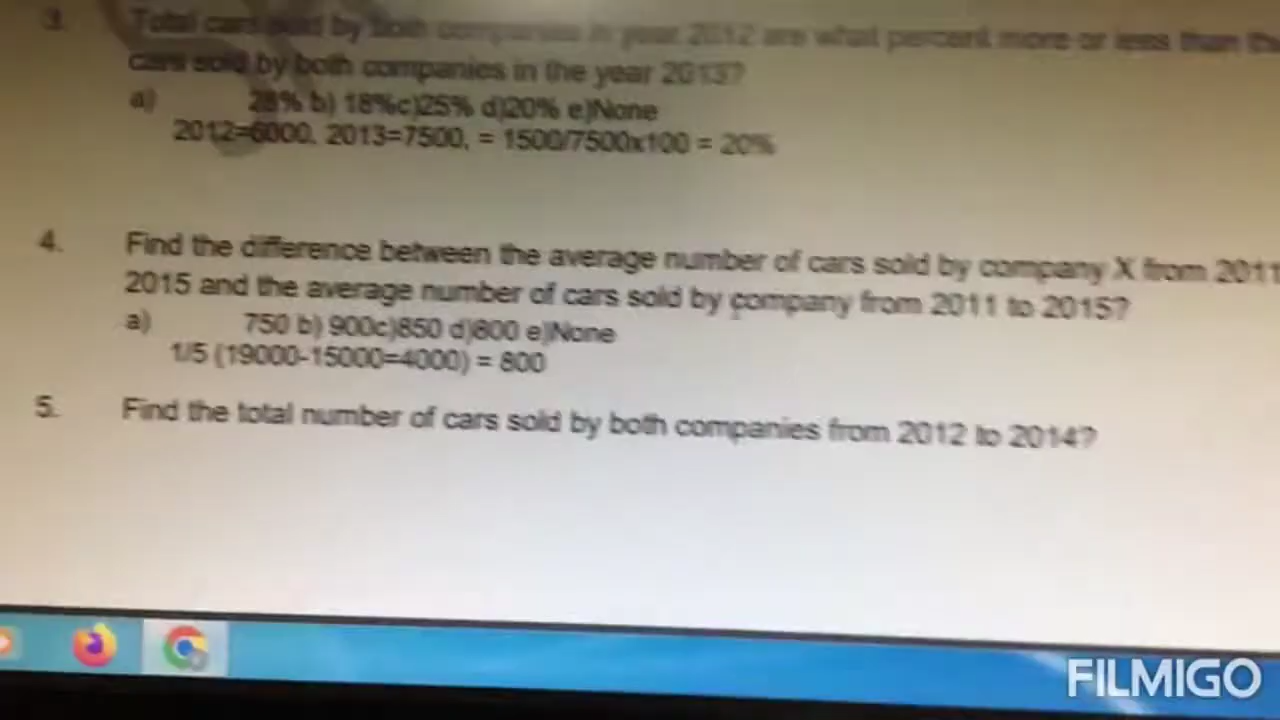 3. Total cars sold by both companies in year 2012 are what percent more or less than the
cars sold by both companies in the year 2013?
a) 28% b) 18%c)25% d)20% e)None
2012=6000, 2013=7500, = 1500/7500x100 = 20%
4. Find the difference between the average number of cars sold by company X from 2011
2015 and the average number of cars sold by company from 2011 to 2015?
a) 750 b) 900c)850 d)800 e)None
1/5 (19000-15000=4000) = 800
5. Find the total number of cars sold by both companies from 2012 to 2014?
FILMIGO